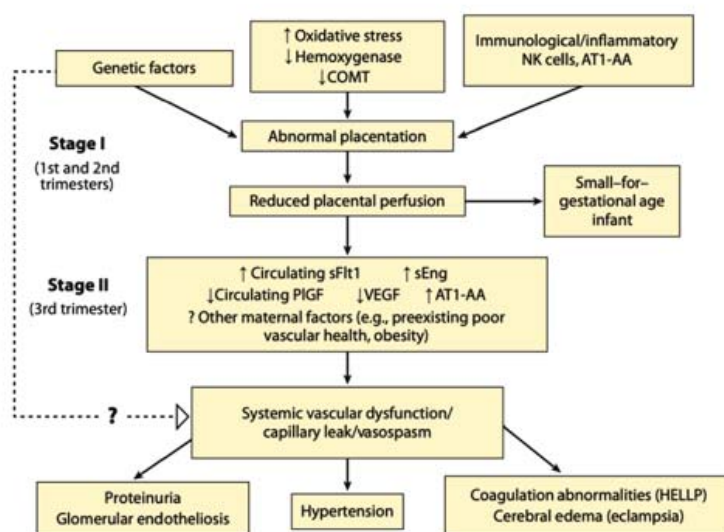 Genetic factors
↑ Oxidative stress
↓ Hemoxygenase
↓COMT
Immunological/inflammatory
NK cells, AT1-AA
Stage I
(1st and 2nd
trimesters)
Abnormal placentation
Reduced placental perfusion
Small–for–
gestational age
infant
Stage II
(3rd trimester)
↑ Circulating sFlt1 ↑ sEng
↓Circulating PlGF ↓VEGF ↑ AT1-AA
? Other maternal factors (e.g., preexisting poor
vascular health, obesity)
?
Systemic vascular dysfunction/
capillary leak/vasospasm
Proteinuria
Glomerular endotheliosis
Hypertension
Coagulation abnormalities (HELLP)
Cerebral edema (eclampsia)